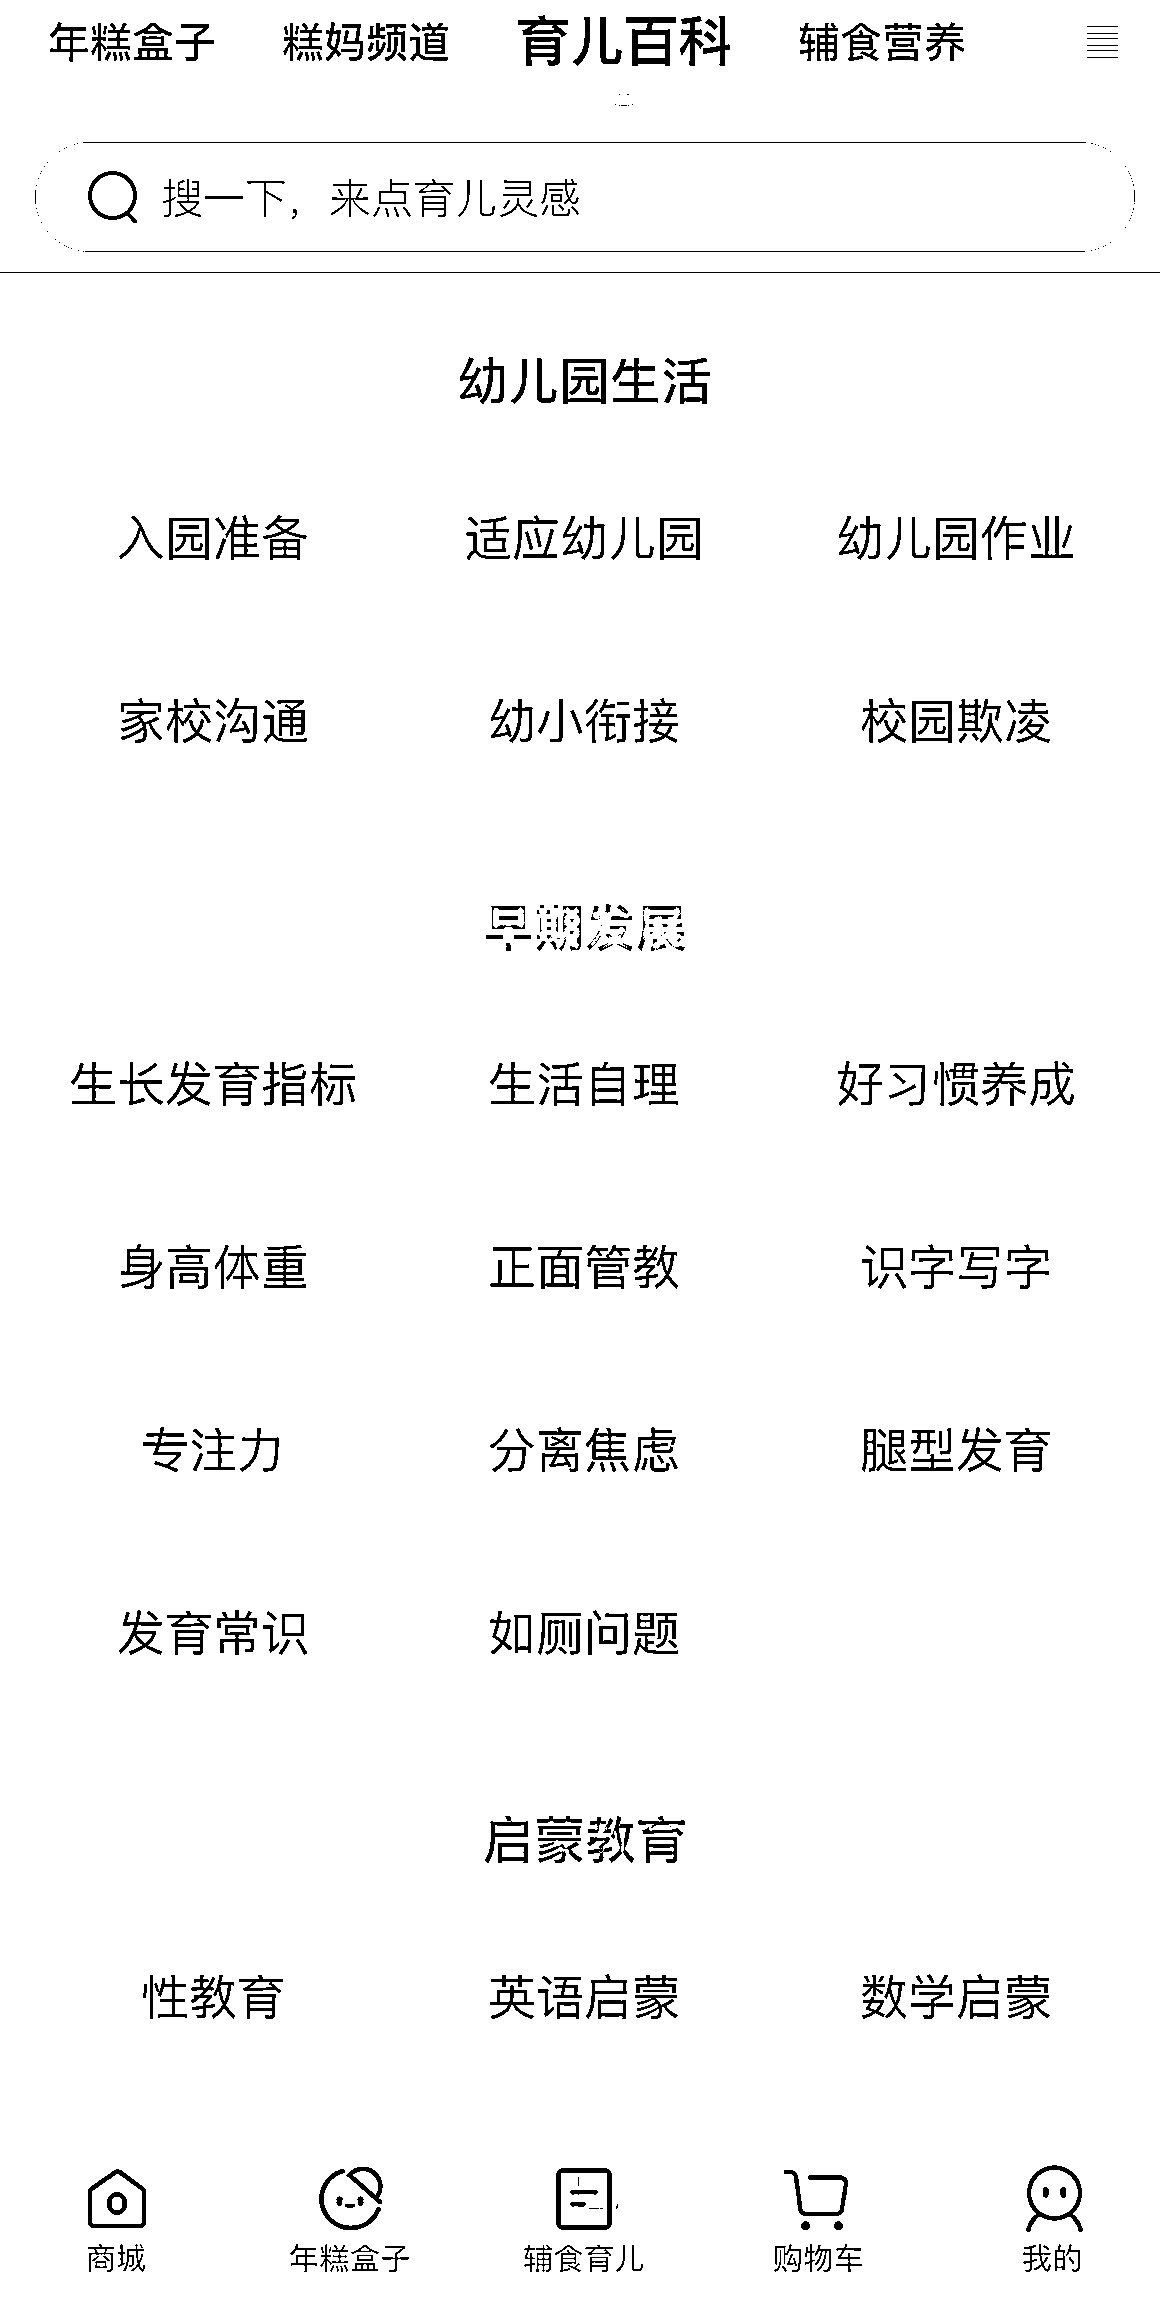 年糕盒子 糕妈频道 育儿百科 辅食营养
搜一下，来点育儿灵感
幼儿园生活
入园准备 适应幼儿园 幼儿园作业
家校沟通 幼小衔接 校园欺凌
早期发展
生长发育指标 生活自理 好习惯养成
身高体重 正面管教 识字写字
专注力 分离焦虑 腿型发育
发育常识 如厕问题
启蒙教育
性教育 英语启蒙 数学启蒙
商城 年糕盒子 辅食育儿 购物车 我的